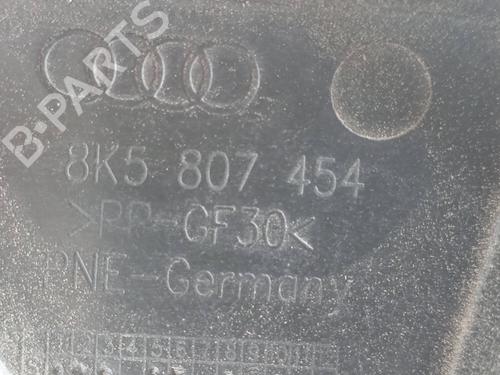 B-PARTS
8K5 807 454
>PP-GF30<
PNE-Germany